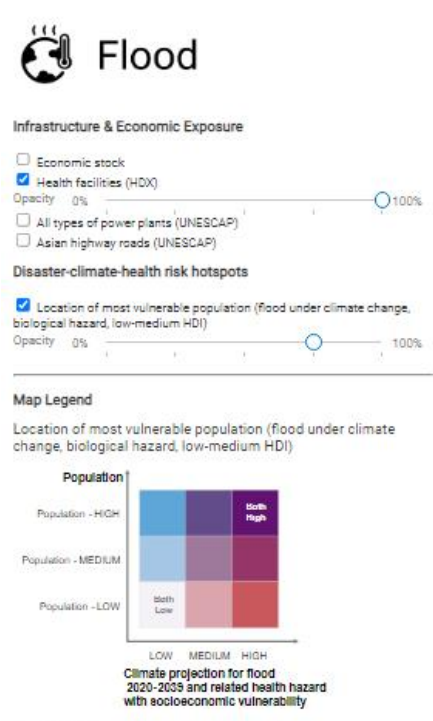 Flood
Infrastructure & Economic Exposure
Economic stock
Health facilities (HDX)
Opacity 0% 100%
All types of power plants (UNESCAP)
Asian highway roads (UNESCAP)
Disaster-climate-health risk hotspots
Location of most vulnerable population (flood under climate change,
biological hazard, low-medium HDI)
Opacity 0% 100%
Map Legend
Location of most vulnerable population (flood under climate
change, biological hazard, low-medium HDI)
Population
Population - HIGH
Both
High
Population - MEDIUM
Population - LOW
Both
Low
LOW MEDIUM HIGH
Climate projection for flood
2020-2039 and related health hazard
with socioeconomic vulnerability